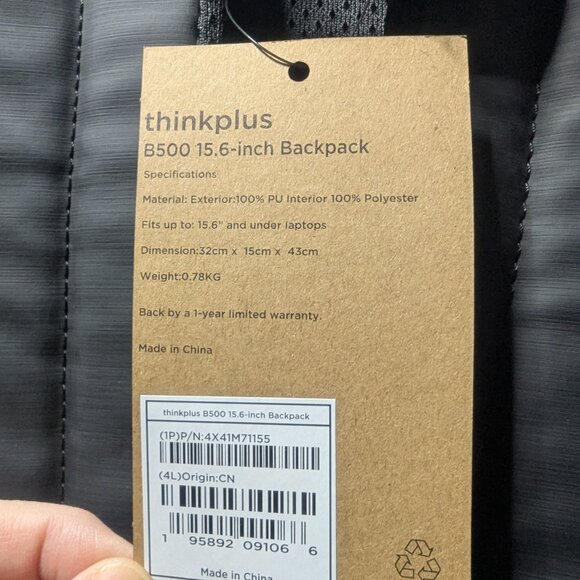 thinkplus
B500 15.6-inch Backpack
Specifications
Material: Exterior:100% PU Interior 100% Polyester
Fits up to: 15.6" and under laptops
Dimension:32cm x 15cm x 43cm
Weight:0.78KG
Back by a 1-year limited warranty.
Made in China
thinkplus B500 15.6-inch Backpack
(1P)P/N:4X41M71155
(4L)Origin:CN
1 95892 09106 6
Made in China